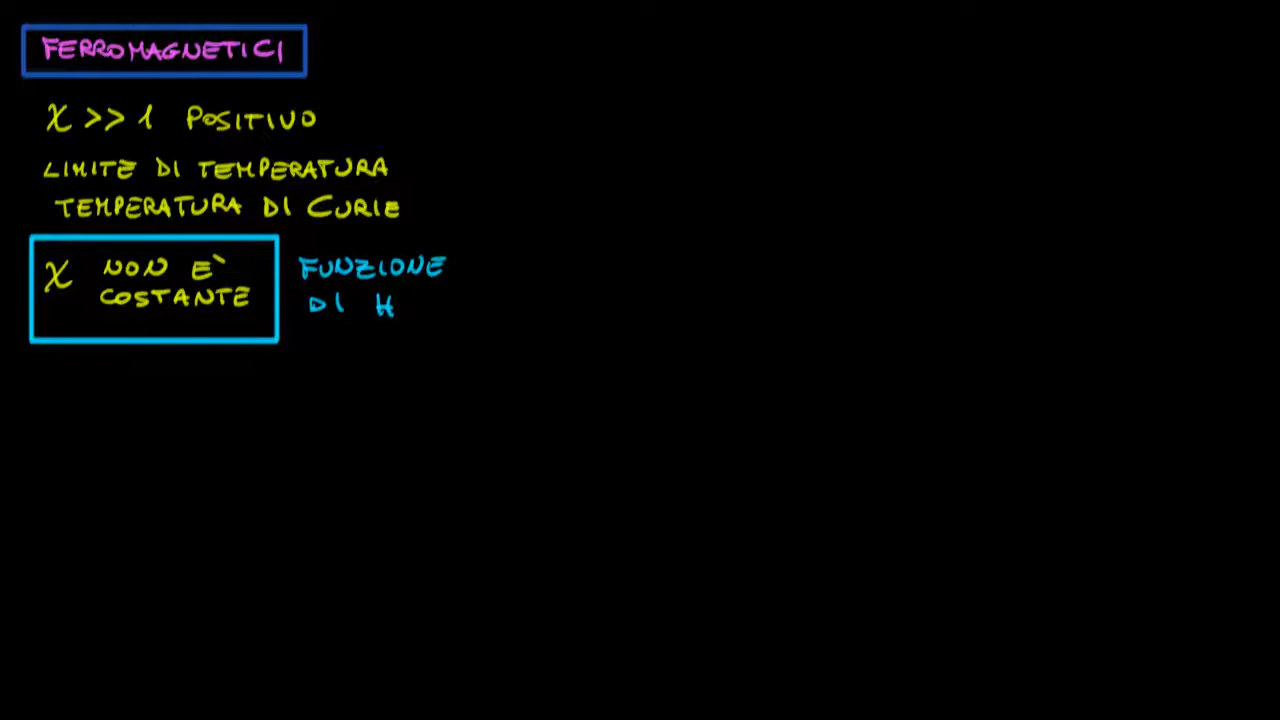 FERROMAGNETICI
χ >> 1 POSITIVO
LIMITE DI TEMPERATURA
TEMPERATURA DI CURIE
χ NON E`
COSTANTE
FUNZIONE
DI H